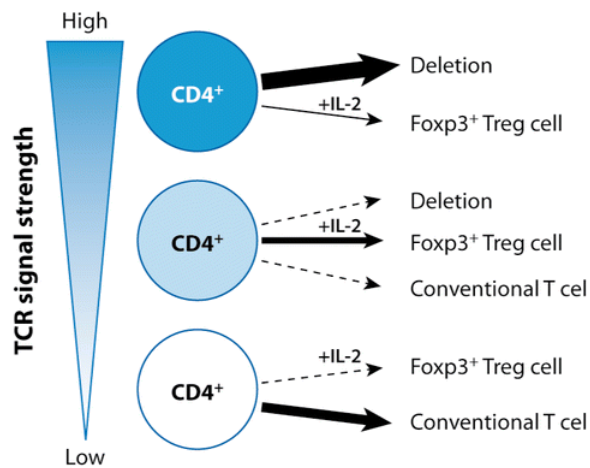 High
TCR signal strength
Low
CD4⁺
Deletion
+IL-2
Foxp3⁺ Treg cell
CD4⁺
Deletion
+IL-2
Foxp3⁺ Treg cell
Conventional T cel
CD4⁺
+IL-2
Foxp3⁺ Treg cell
Conventional T cel